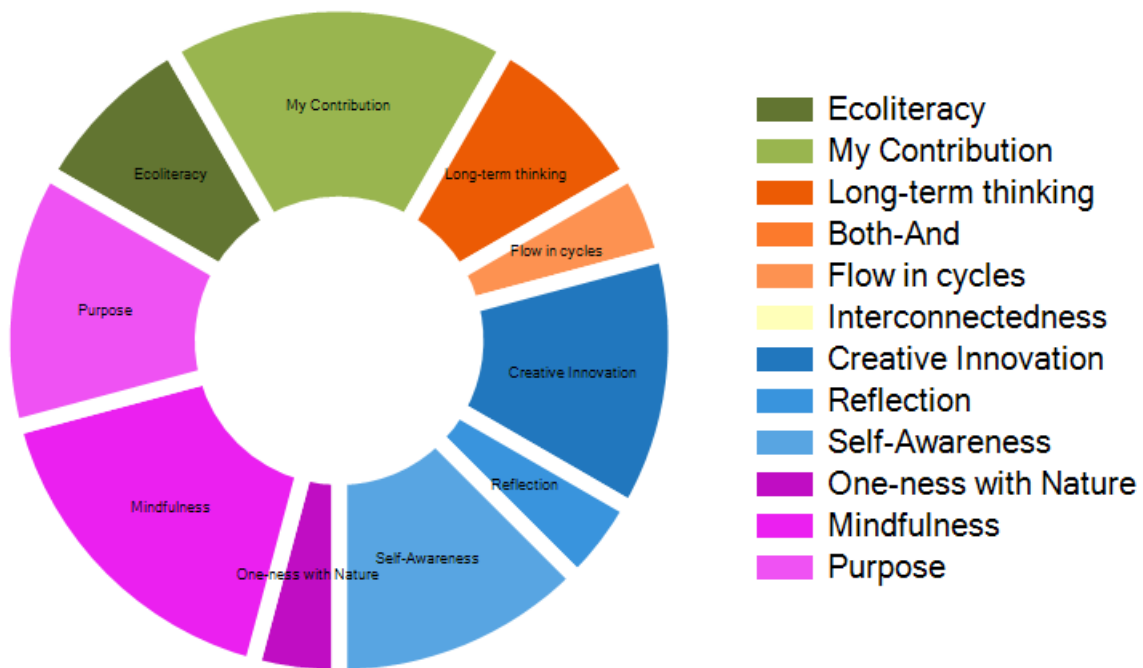 My Contribution
Ecoliteracy
Long-term thinking
Flow in cycles
Purpose
Creative Innovation
Reflection
Mindfulness
Self-Awareness
One-ness with Nature
Ecoliteracy
My Contribution
Long-term thinking
Both-And
Flow in cycles
Interconnectedness
Creative Innovation
Reflection
Self-Awareness
One-ness with Nature
Mindfulness
Purpose